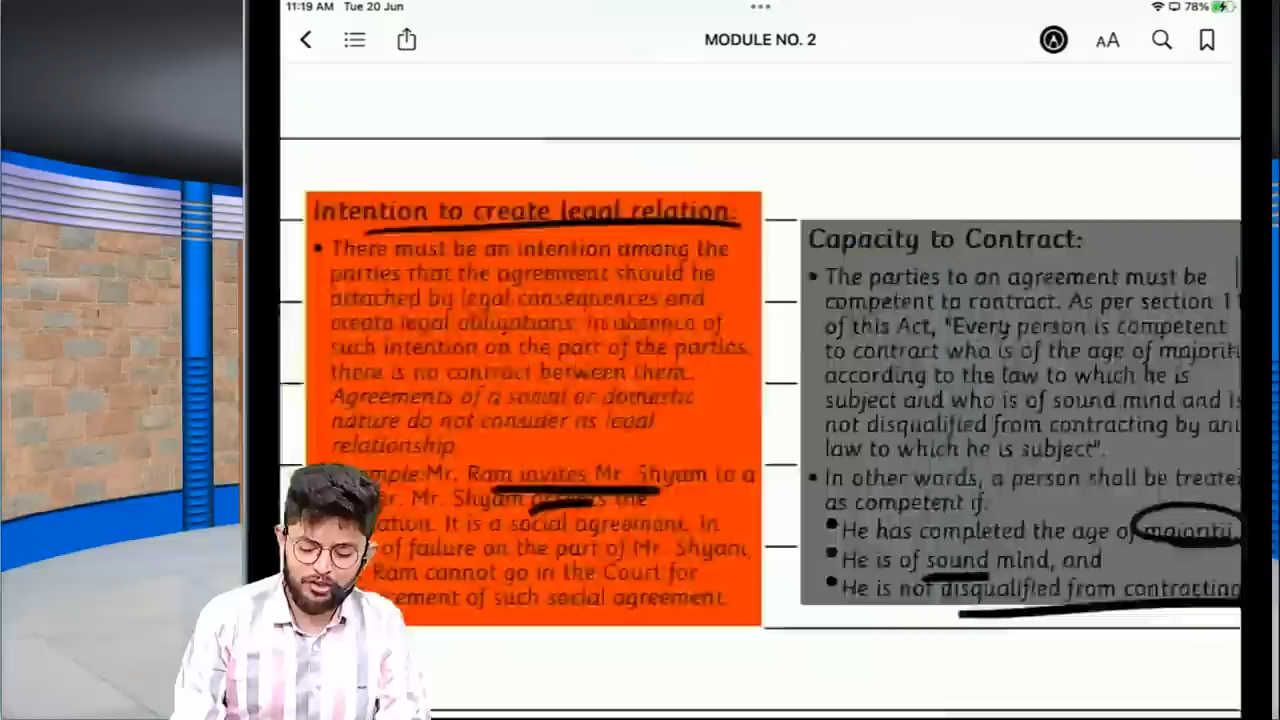 11:19 AM Tue 20 Jun
78%
MODULE NO. 2
AA
Intention to create legal relation:
• There must be an intention among the
parties that the agreement should be
attached by legal consequences and
create legal obligations. In absence of
such intention on the part of the parties,
there is no contract between them.
Agreements of a social or domestic
nature do not consider as legal
relationship
Mr. Ram invites Mr. Shyam to a
Mr. Shyam accepts the
It is a social agreement. In
of failure on the part of Mr. Shyam,
Ram cannot go in the Court for
of such social agreement.
Capacity to Contract:
• The parties to an agreement must be
competent to contract. As per section 11
of this Act, "Every person is competent
to contract who is of the age of
according to the law to which he is
subject and who is of sound mind and is
not disqualified from contracting by
law to which he is subject".
• In other words, a person shall be
as competent if:
• He has completed the age of majority,
• He is of sound mind, and
• He is not disqualified from contracting